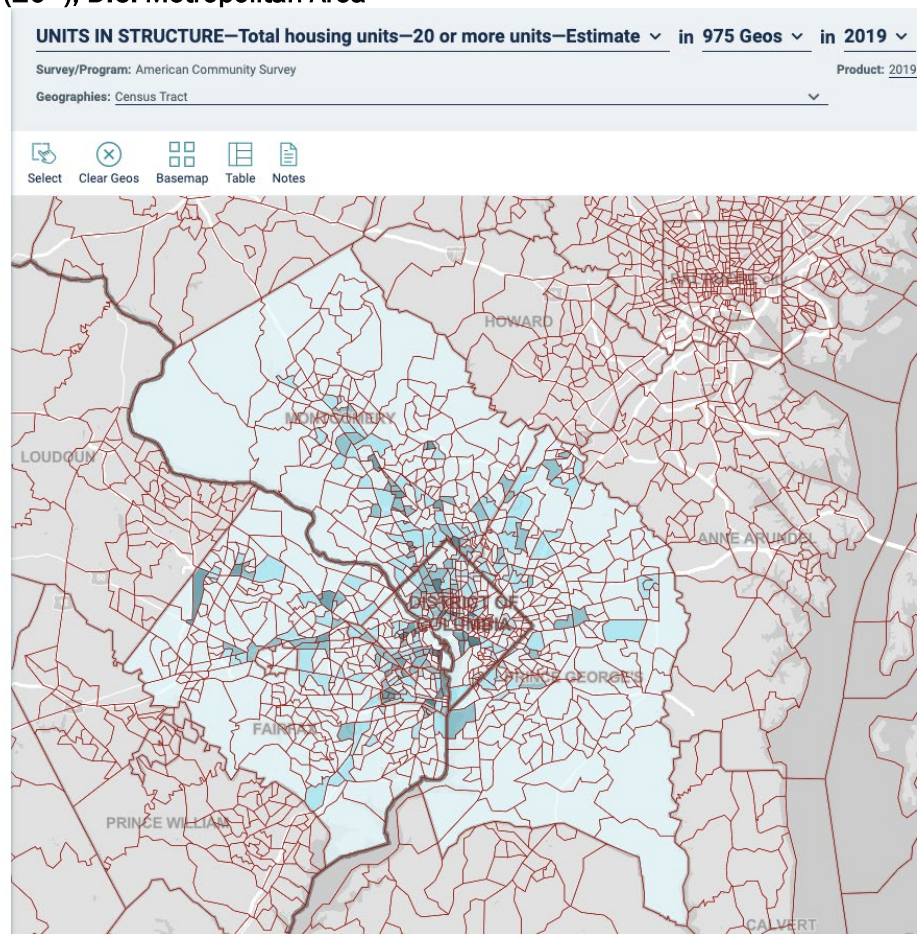 D.C. Metropolitan Area
UNITS IN STRUCTURE—Total housing units—20 or more units—Estimate in 975 Geos in 2019
Survey/Program: American Community Survey
Product: 2019
Geographies: Census Tract
Select Clear Geos Basemap Table Notes
HOWARD
MONTGOMERY
LOUDOUN
ANNE ARUNDEL
DISTRICT OF
COLUMBIA
PRINCE GEORGE'S
FAIRFAX
PRINCE WILLIAM
CALVERT